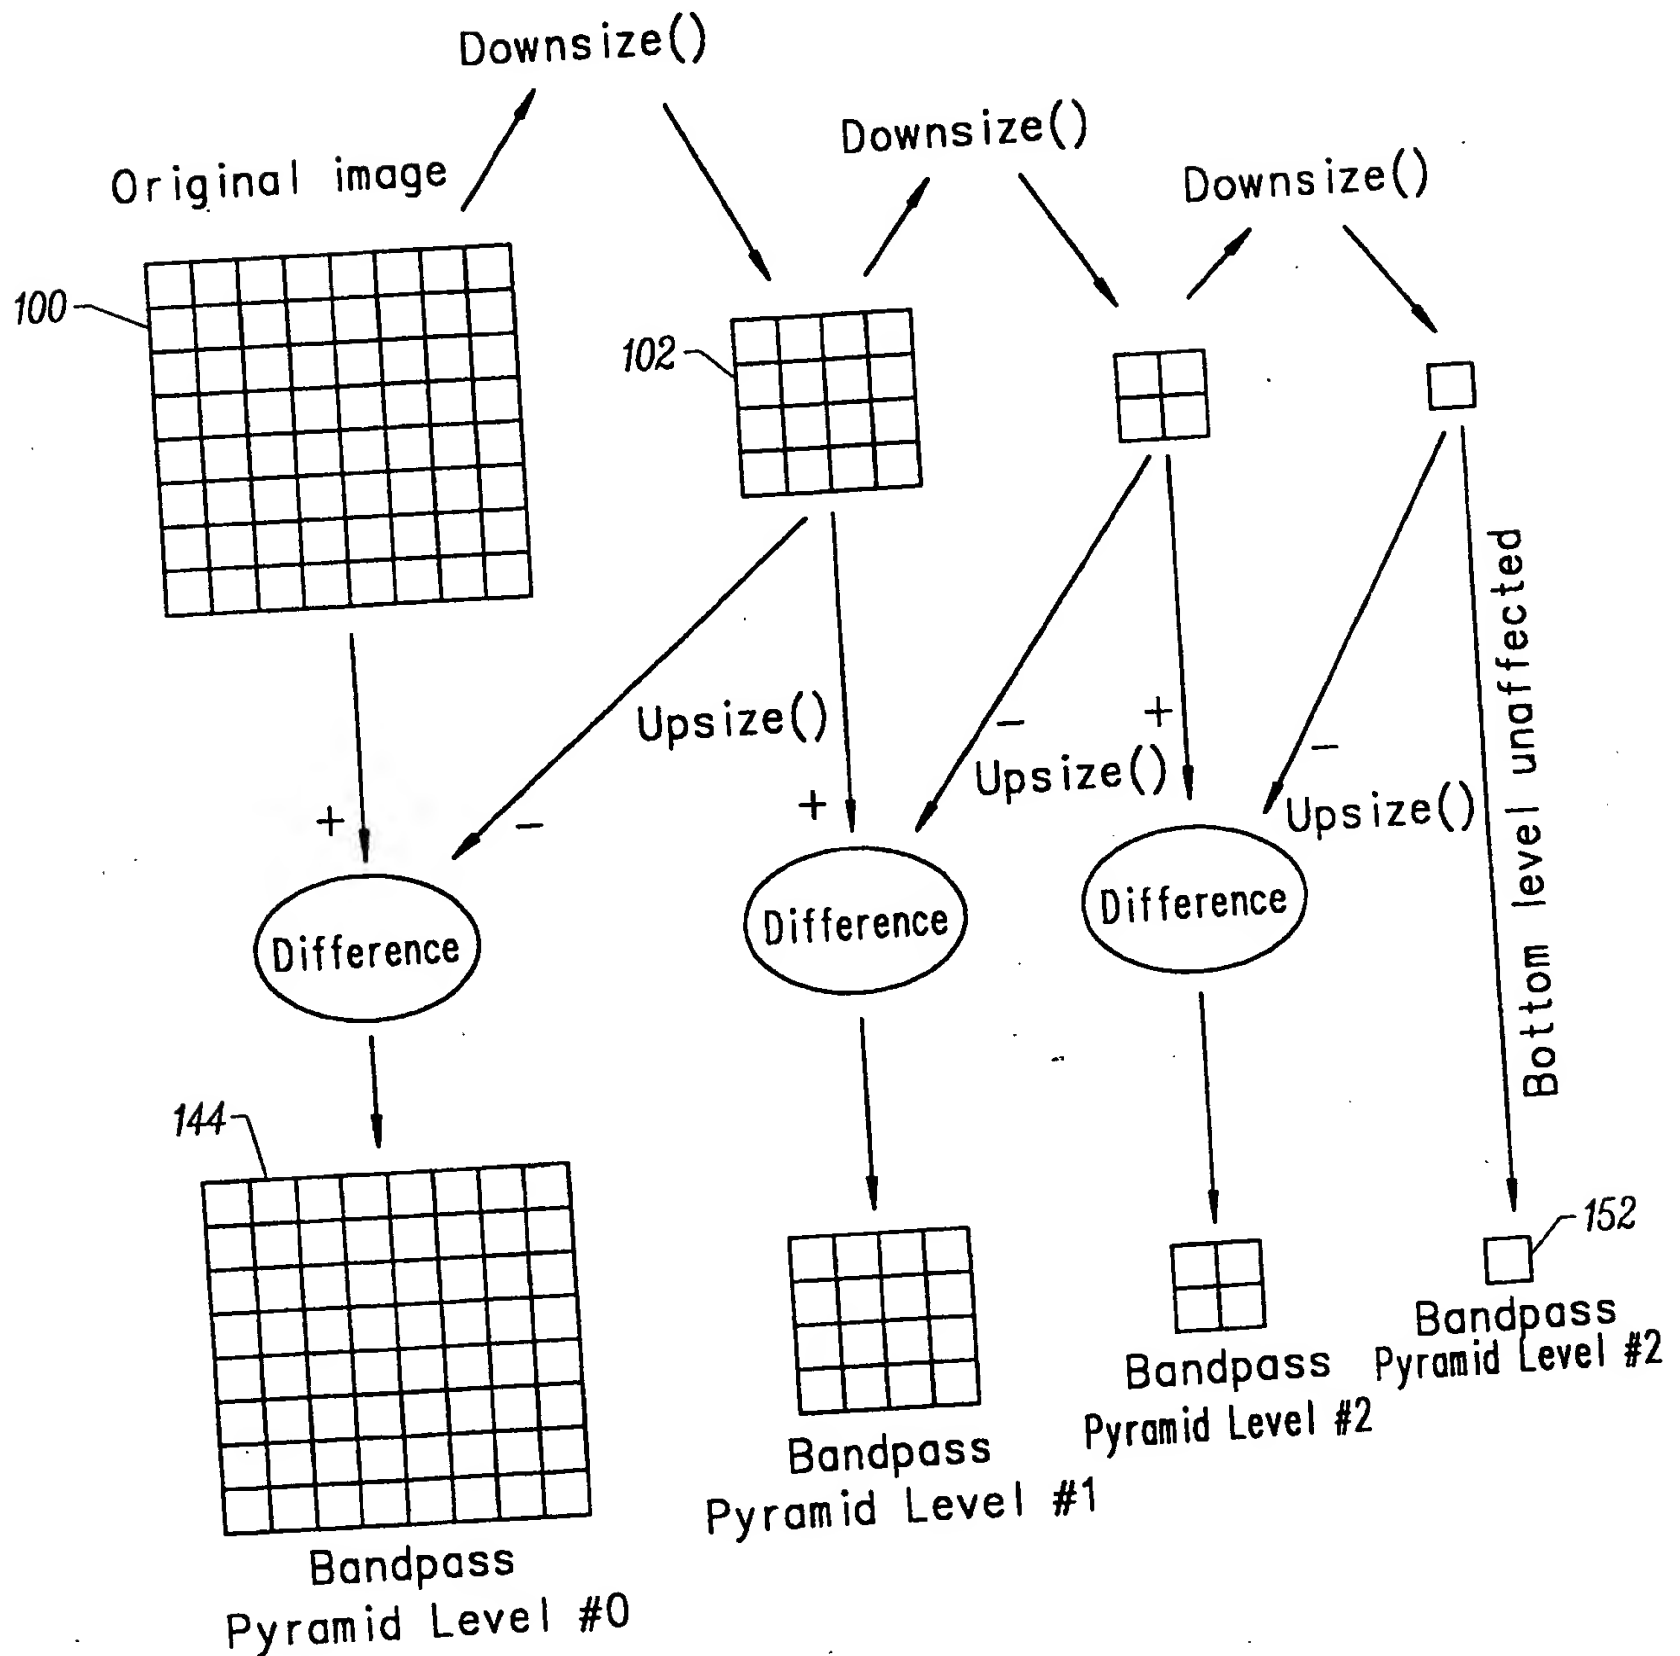 Downsize()
Downsize()
Downsize()
Original image
100
102
Upsize()
+
-
+
-
Upsize()
+
-
Upsize()
Bottom level unaffected
Difference
Difference
Difference
144
152
Bandpass
Pyramid Level #0
Bandpass
Pyramid Level #1
Bandpass
Pyramid Level #2
Bandpass
Pyramid Level #2